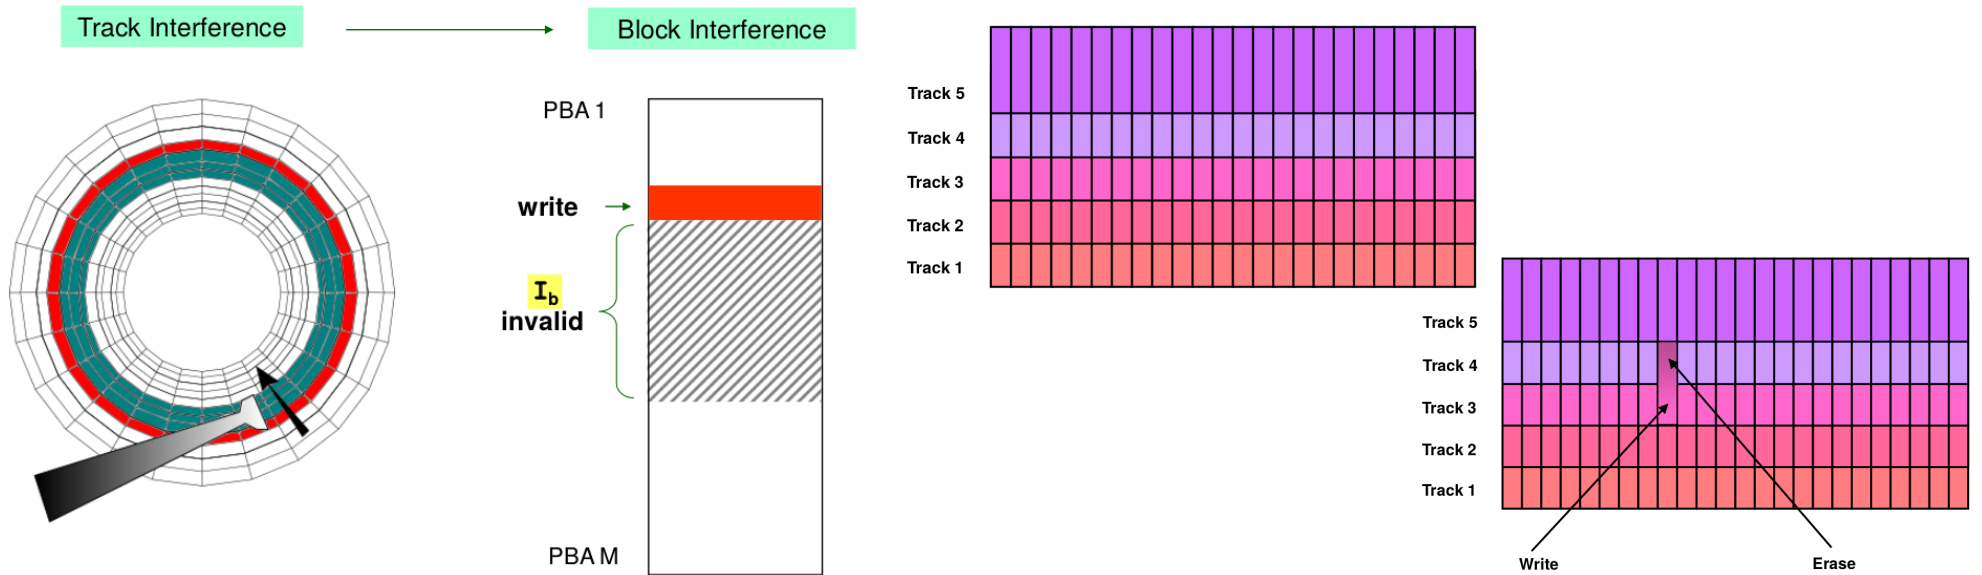 Track Interference
Block Interference
PBA 1
write
Ib
invalid
PBA M
Track 5
Track 4
Track 3
Track 2
Track 1
Track 5
Track 4
Track 3
Track 2
Track 1
Write
Erase